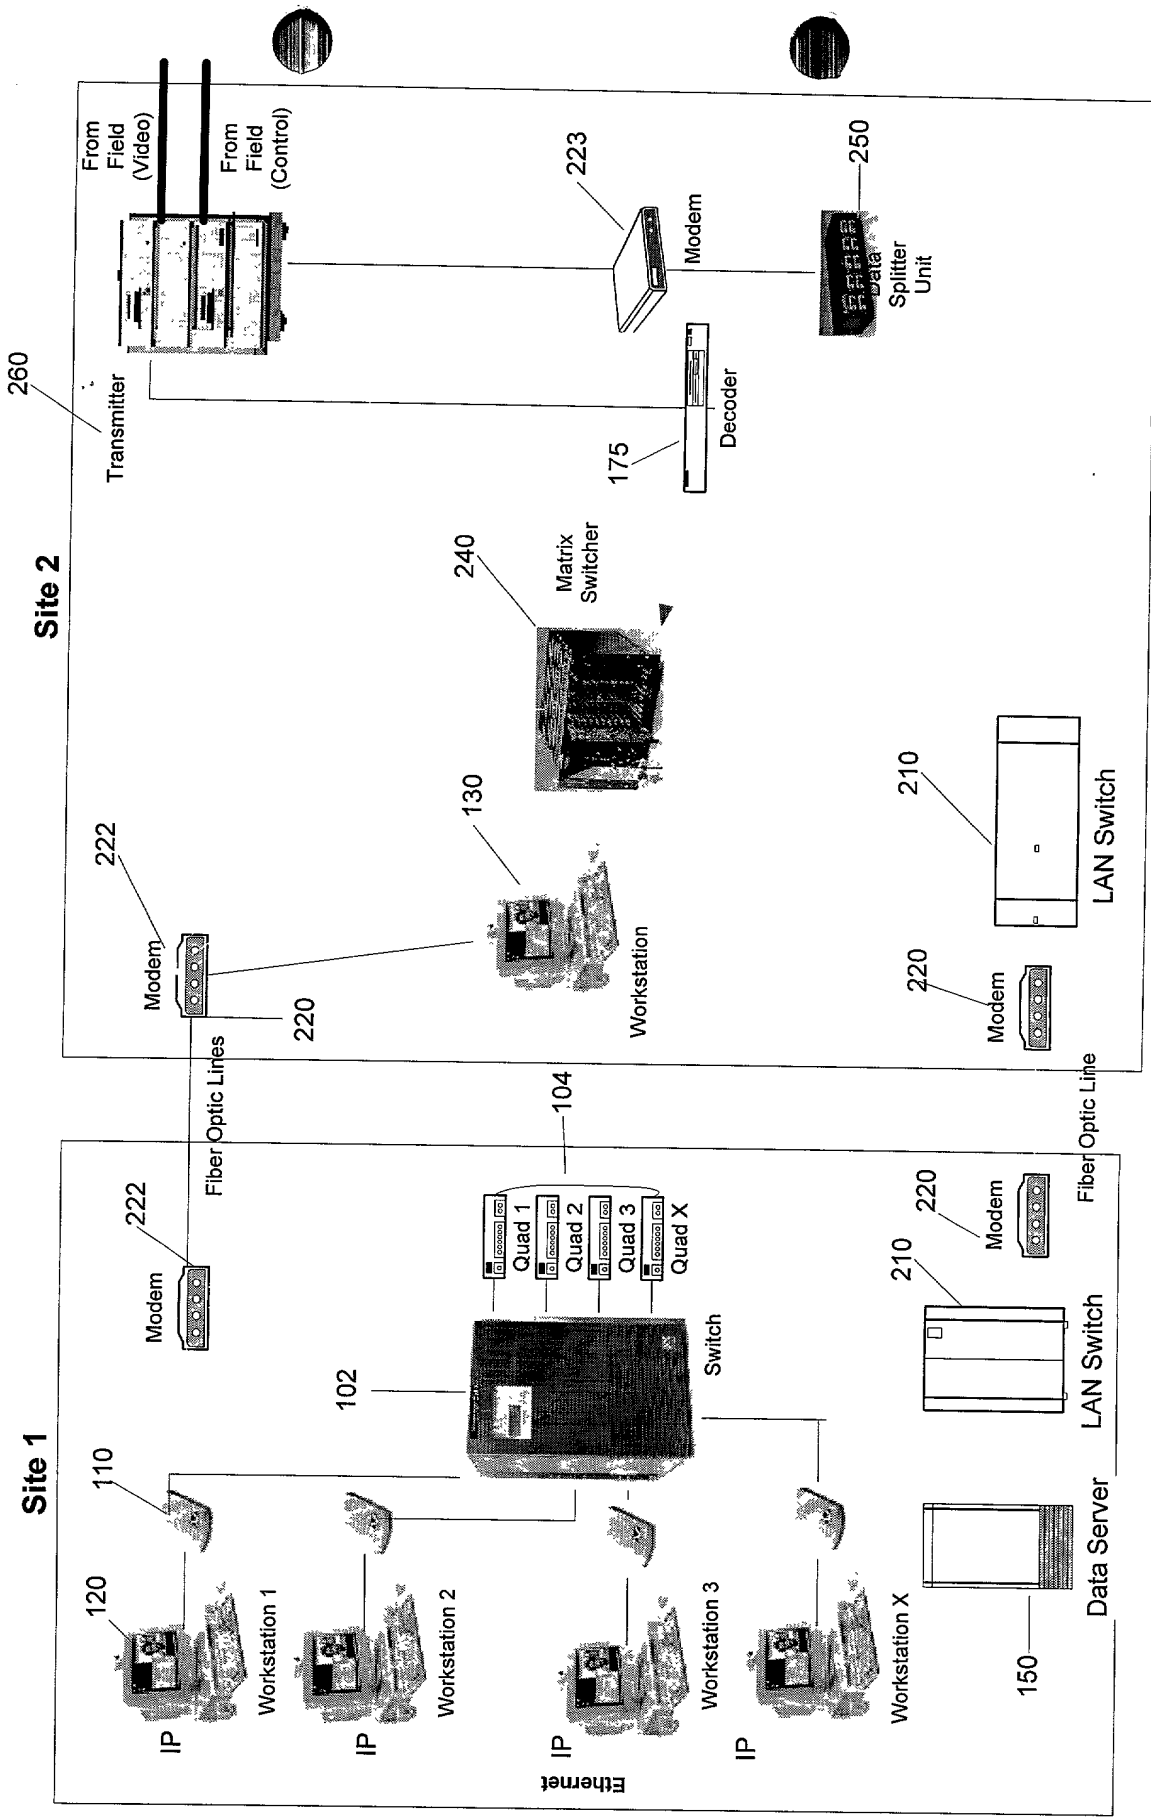 Site 1
110
120
Workstation 1
IP
Workstation 2
IP
Workstation 3
IP
Workstation X
IP
Ethernet
102
Switch
Quad 1
Quad 2
Quad 3
Quad X
104
222
Modem
Fiber Optic Lines
150
Data Server
210
LAN Switch
220
Modem
Fiber Optic Line
Site 2
222
Modem
220
130
Workstation
240
Matrix
Switcher
260
Transmitter
From
Field
(Video)
From
Field
(Control)
175
Decoder
223
Modem
250
Data
Splitter
Unit
220
Modem
210
LAN Switch